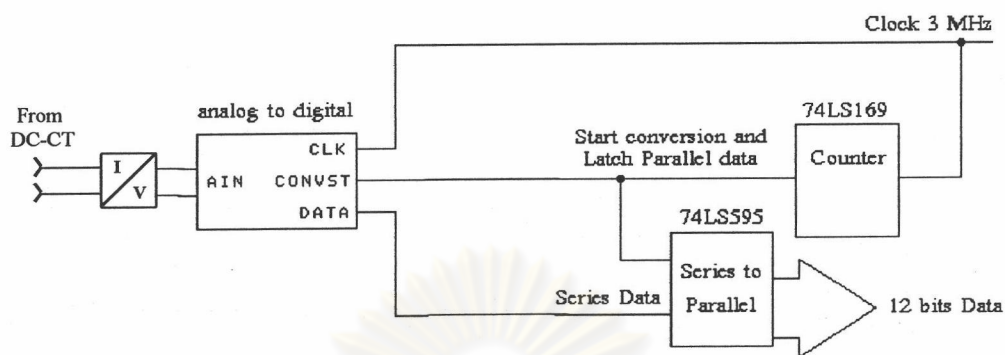 Clock 3 MHz
From
DC-CT
analog to digital
74LS169
CLK
Start conversion and
Latch Parallel data
Counter
I
V
AIN
CONVST
DATA
74LS595
Series to
Parallel
Series Data
12 bits Data